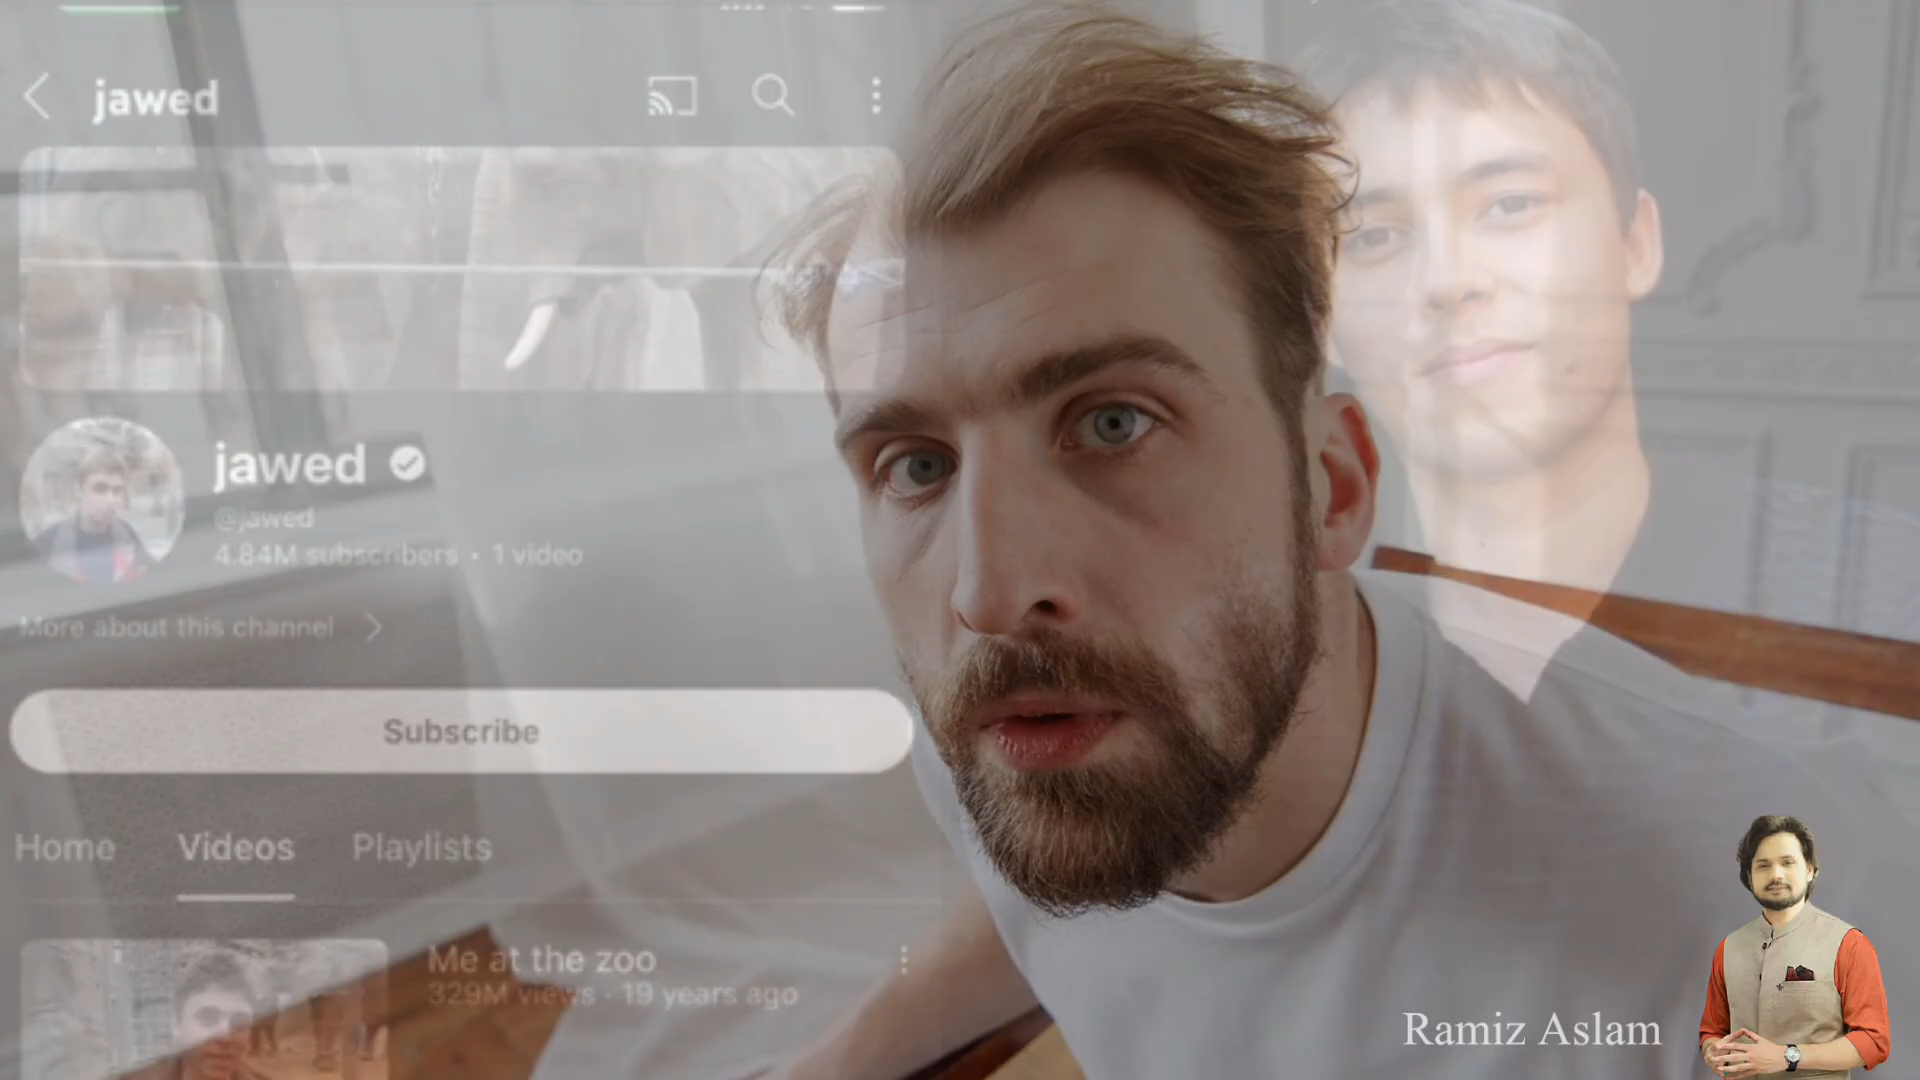 jawed
jawed
@jawed
4.84M subscribers • 1 video
More about this channel
Subscribe
Home Videos Playlists
Me at the zoo
329M views · 19 years ago
Ramiz Aslam